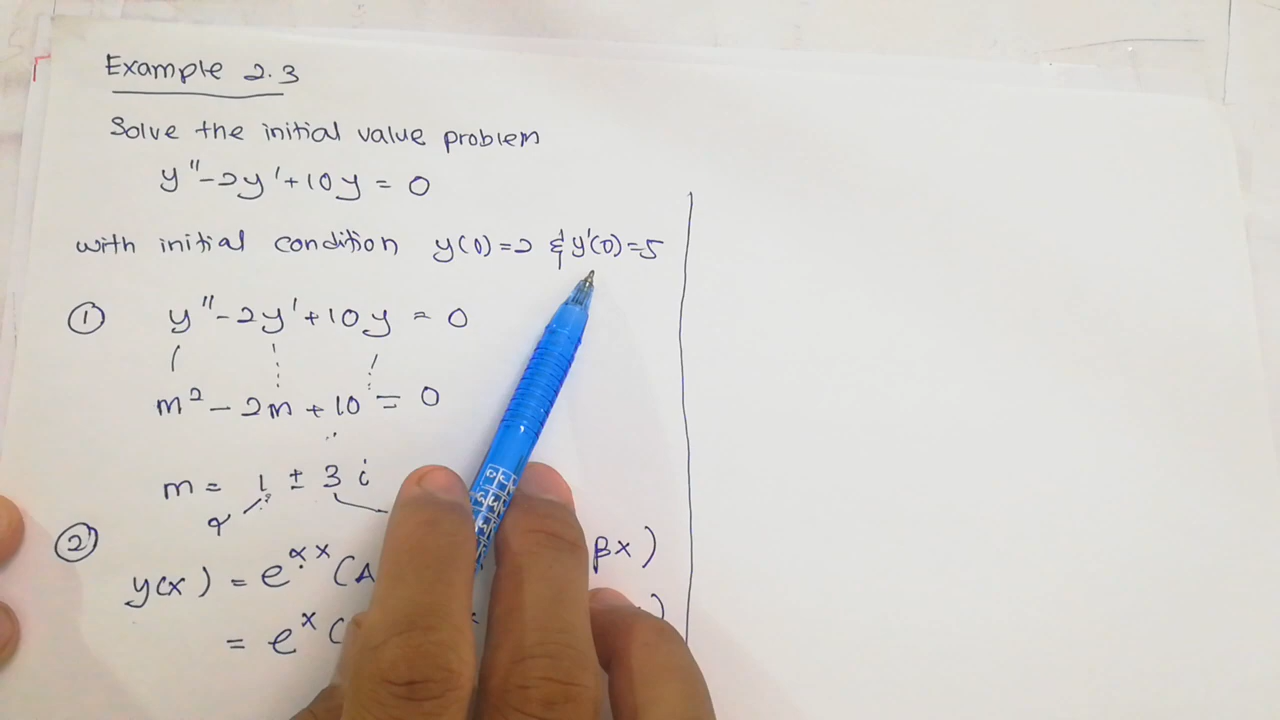 Example 2.3
Solve the initial value problem
y" - 2y' + 10y = 0
with initial condition y(0) = 2 & y'(0) = 5
① y" - 2y' + 10y = 0
m² - 2m + 10 = 0
m = 1 ± 3i
α
② y(x) = e^αx (A βx)
= e^x ( )